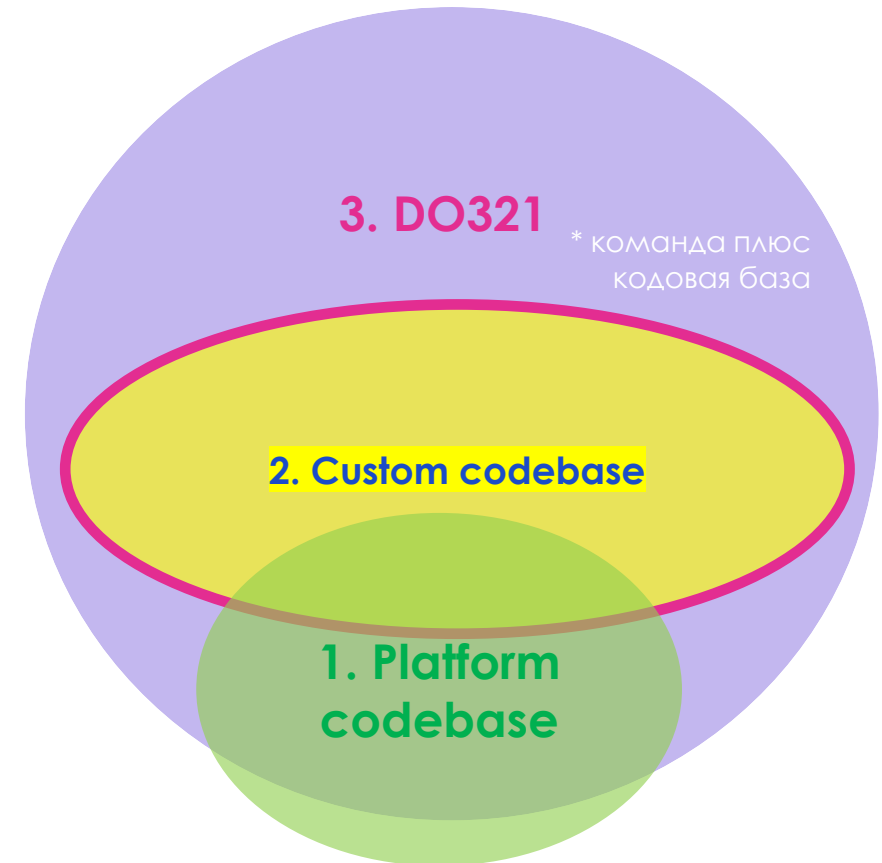 3. DO321
* команда плюс
кодовая база
2. Custom codebase
1. Platform
codebase